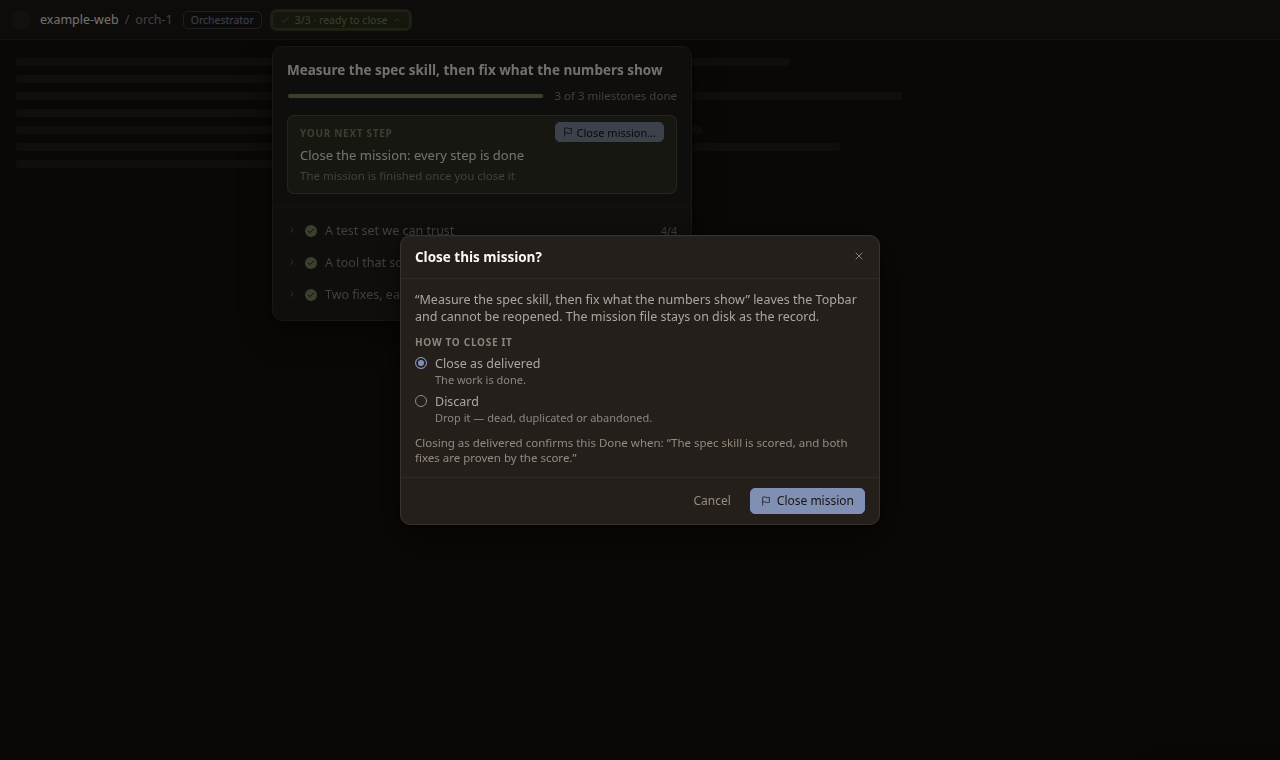 example-web / orch-1 Orchestrator 3/3 · ready to close
Measure the spec skill, then fix what the numbers show
3 of 3 milestones done
YOUR NEXT STEP
Close mission…
Close the mission: every step is done
The mission is finished once you close it
A test set we can trust 4/4
A tool that
Two fixes,
Close this mission?
“Measure the spec skill, then fix what the numbers show” leaves the Topbar
and cannot be reopened. The mission file stays on disk as the record.
HOW TO CLOSE IT
Close as delivered
The work is done.
Discard
Drop it — dead, duplicated or abandoned.
Closing as delivered confirms this Done when: “The spec skill is scored, and both
fixes are proven by the score.”
Cancel Close mission